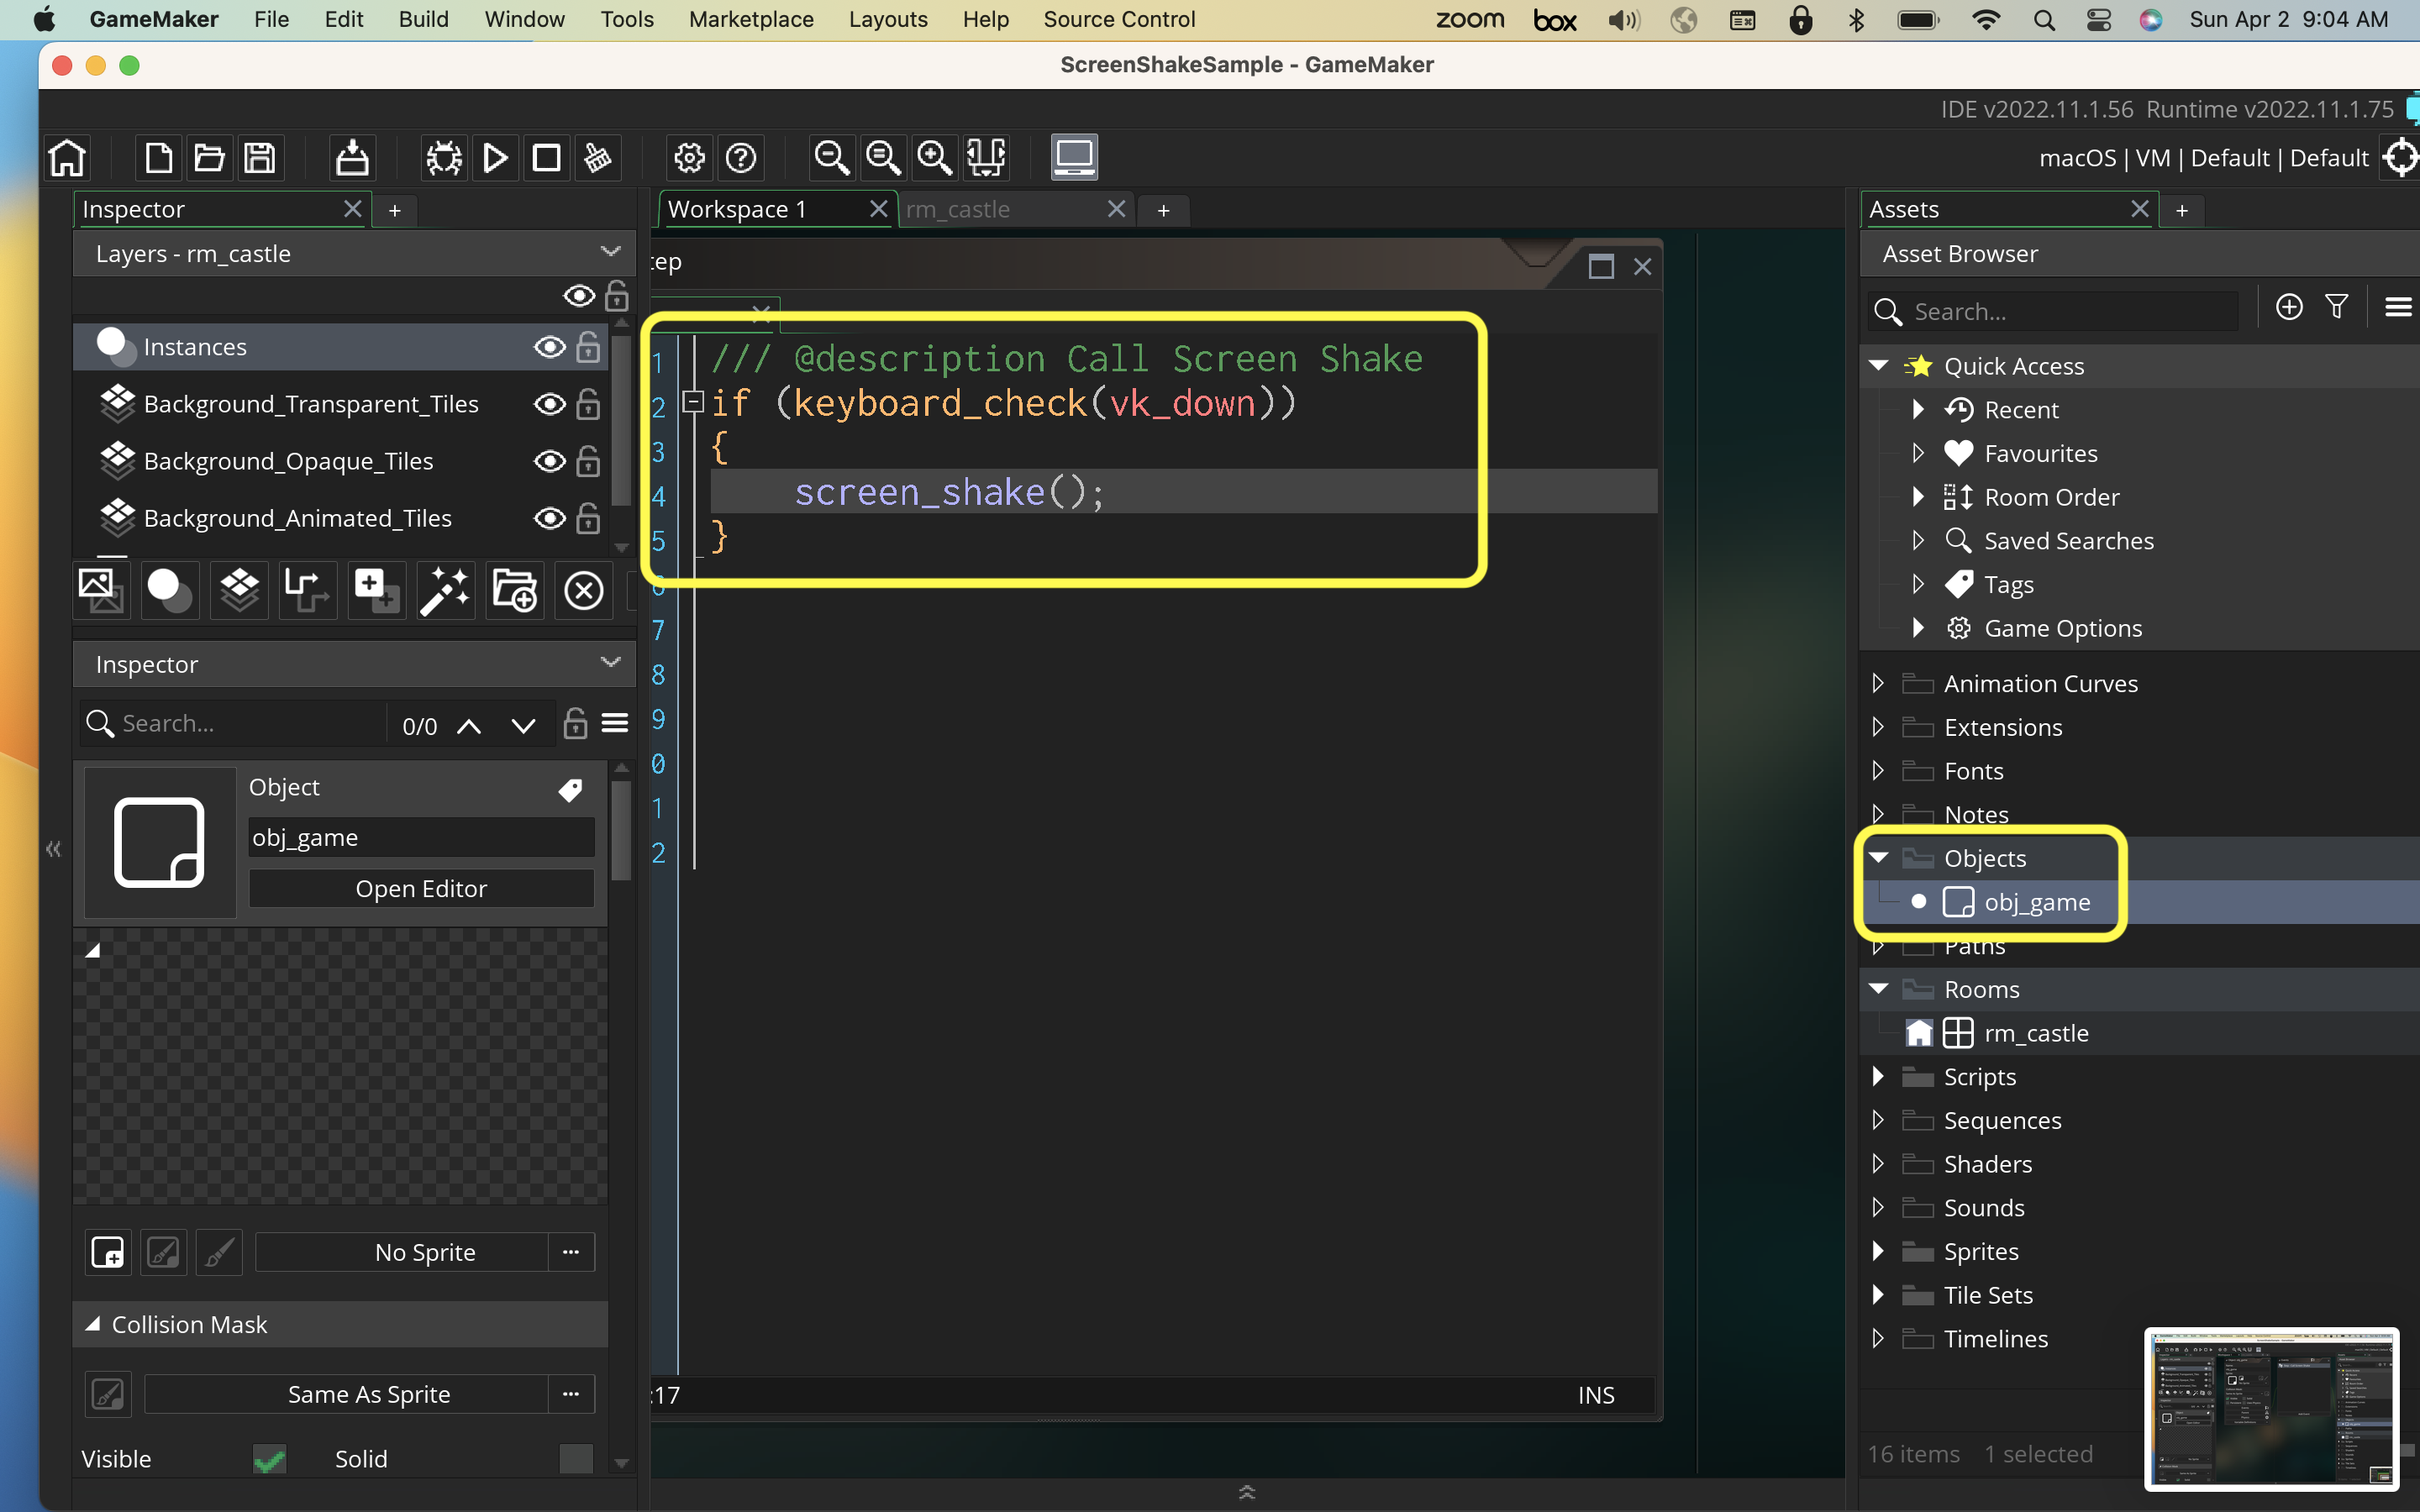 GameMaker File Edit Build Window Tools Marketplace Layouts Help Source Control zoom box Sun Apr 2 9:04 AM
ScreenShakeSample - GameMaker
IDE v2022.11.1.56 Runtime v2022.11.1.75
macOS | VM | Default | Default
Inspector
+
Workspace 1
rm_castle
+
Assets
+
Layers - rm_castle
tep
Asset Browser
Search...
Instances
Background_Transparent_Tiles
Background_Opaque_Tiles
Background_Animated_Tiles
1 /// @description Call Screen Shake
2 if (keyboard_check(vk_down))
3 {
4 screen_shake();
5 }
6
7
8
9
0
1
2
:17 INS
Inspector
Search... 0/0
Object
obj_game
Open Editor
No Sprite ...
Collision Mask
Same As Sprite ...
Visible Solid
Quick Access
Recent
Favourites
Room Order
Saved Searches
Tags
Game Options
Animation Curves
Extensions
Fonts
Notes
Objects
obj_game
Paths
Rooms
rm_castle
Scripts
Sequences
Shaders
Sounds
Sprites
Tile Sets
Timelines
16 items 1 selected